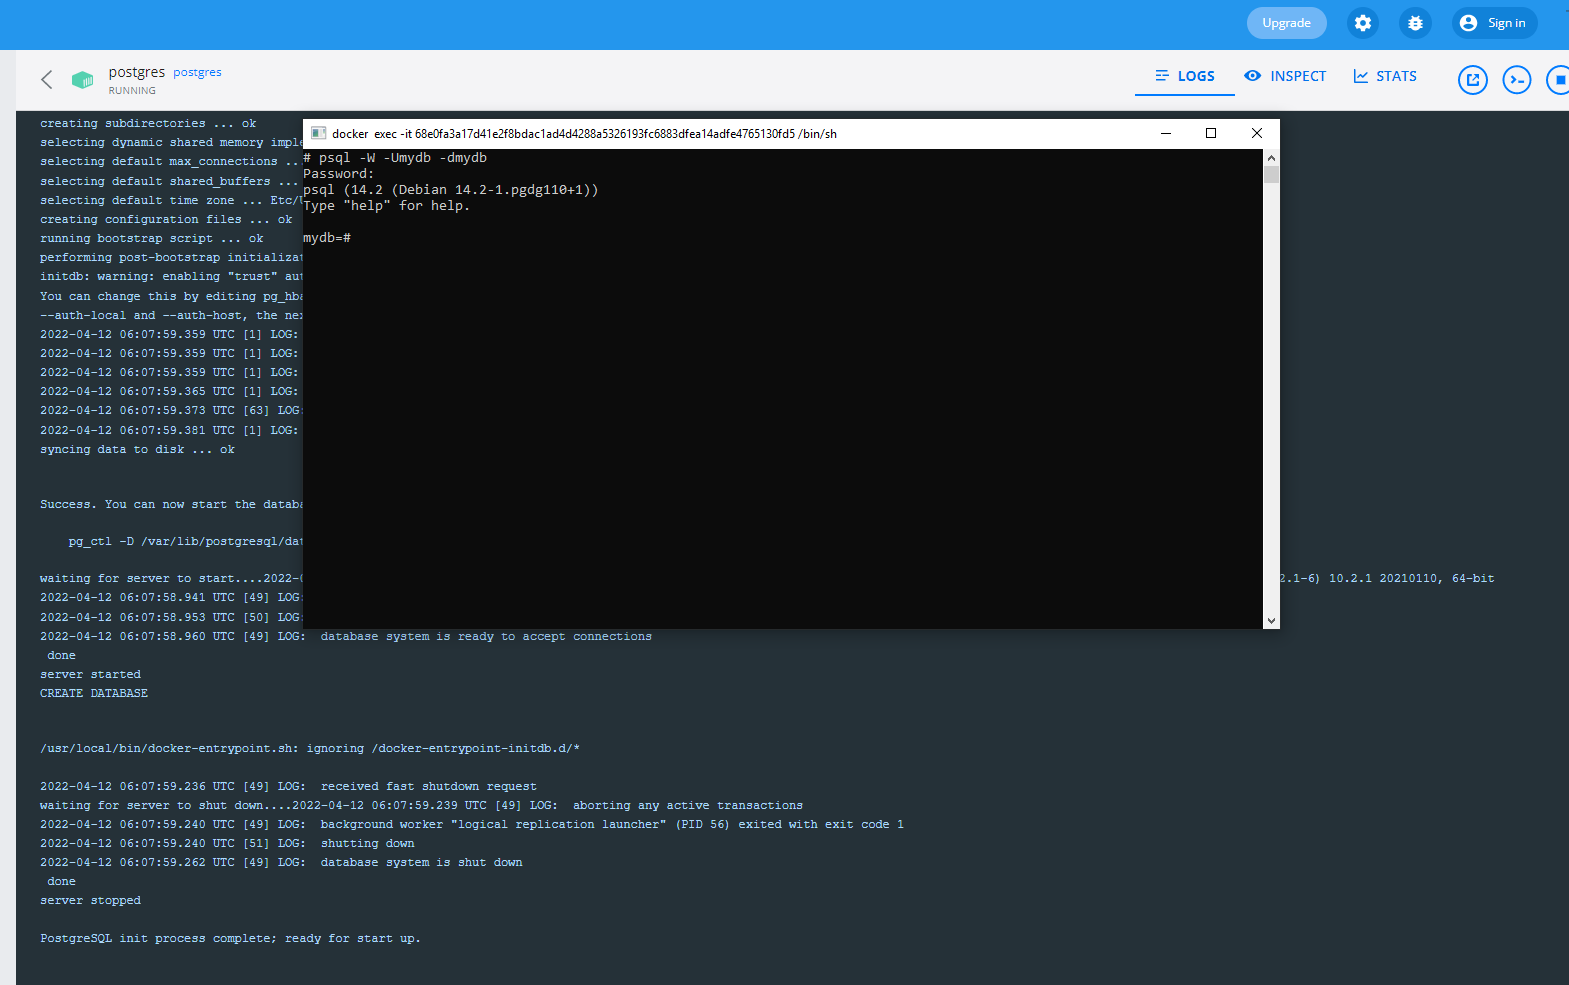 Upgrade
Sign in
postgres postgres
RUNNING
LOGS
INSPECT
STATS
creating subdirectories ... ok
selecting dynamic shared memory
selecting default max_connections ..
selecting default shared_buffers ...
selecting default time zone ...
creating configuration files ... ok
running bootstrap script ... ok
performing post-bootstrap
initdb: warning: enabling "trust"
You can change this by editing
--auth-local and --auth-host, the
2022-04-12 06:07:59.359 UTC [1] LOG:
2022-04-12 06:07:59.359 UTC [1] LOG:
2022-04-12 06:07:59.359 UTC [1] LOG:
2022-04-12 06:07:59.365 UTC [1] LOG:
2022-04-12 06:07:59.373 UTC [63] LOG
2022-04-12 06:07:59.381 UTC [1] LOG:
syncing data to disk ... ok
Success. You can now start the
pg_ctl -D /var/lib/postgresql/dat
waiting for server to start....2022- 2.1-6) 10.2.1 20210110, 64-bit
2022-04-12 06:07:58.941 UTC [49] LOG
2022-04-12 06:07:58.953 UTC [50] LOG
2022-04-12 06:07:58.960 UTC [49] LOG:  database system is ready to accept connections
done
server started
CREATE DATABASE
/usr/local/bin/docker-entrypoint.sh: ignoring /docker-entrypoint-initdb.d/*
2022-04-12 06:07:59.236 UTC [49] LOG:  received fast shutdown request
waiting for server to shut down....2022-04-12 06:07:59.239 UTC [49] LOG:  aborting any active transactions
2022-04-12 06:07:59.240 UTC [49] LOG:  background worker "logical replication launcher" (PID 56) exited with exit code 1
2022-04-12 06:07:59.240 UTC [51] LOG:  shutting down
2022-04-12 06:07:59.262 UTC [49] LOG:  database system is shut down
done
server stopped
PostgreSQL init process complete; ready for start up.
docker exec -it 68e0fa3a17d41e2f8bdac1ad4d4288a5326193fc6883dfea14adfe4765130fd5 /bin/sh
# psql -W -Umydb -dmydb
Password:
psql (14.2 (Debian 14.2-1.pgdg110+1))
Type "help" for help.
mydb=#